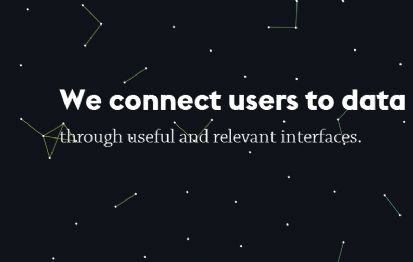 We connect users to data
through useful and relevant interfaces.